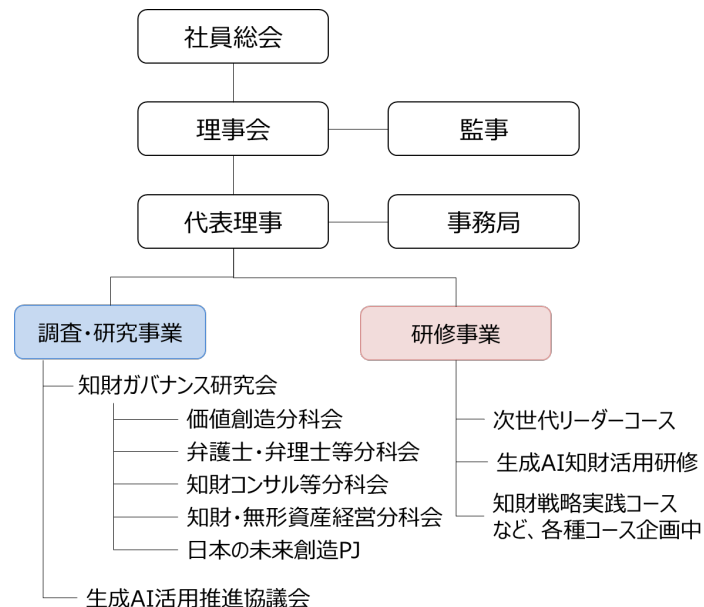 社員総会
理事会
監事
代表理事
事務局
調査・研究事業
知財ガバナンス研究会
価値創造分科会
弁護士・弁理士等分科会
知財コンサル等分科会
知財・無形資産経営分科会
日本の未来創造PJ
生成AI活用推進協議会
研修事業
次世代リーダーコース
生成AI知財活用研修
知財戦略実践コース
など、各種コース企画中